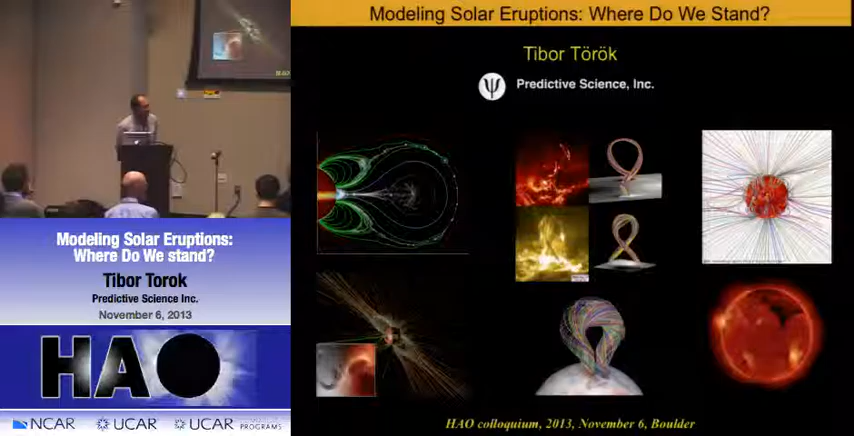 Modeling Solar Eruptions:
Where Do We stand?
Tibor Torok
Predictive Science Inc.
November 6, 2013
HAO
NCAR
UCAR
UCAR
PROGRAMS
Modeling Solar Eruptions: Where Do We Stand?
Tibor Török
Ψ
Predictive Science, Inc.
HAO colloquium, 2013, November 6, Boulder